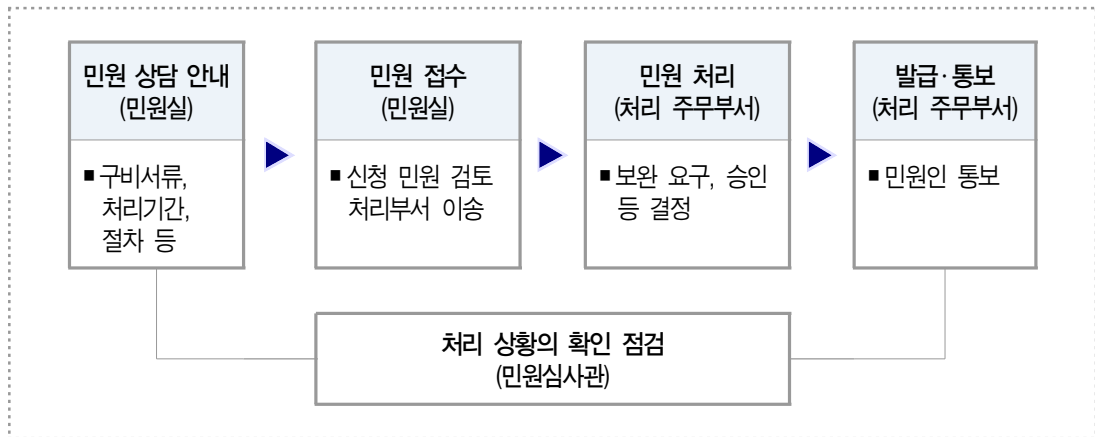 민원 상담 안내
(민원실)
■ 구비서류,
처리기간,
절차 등
민원 접수
(민원실)
■ 신청 민원 검토
처리부서 이송
민원 처리
(처리 주무부서)
■ 보완 요구, 승인
등 결정
발급·통보
(처리 주무부서)
■ 민원인 통보
처리 상황의 확인 점검
(민원심사관)